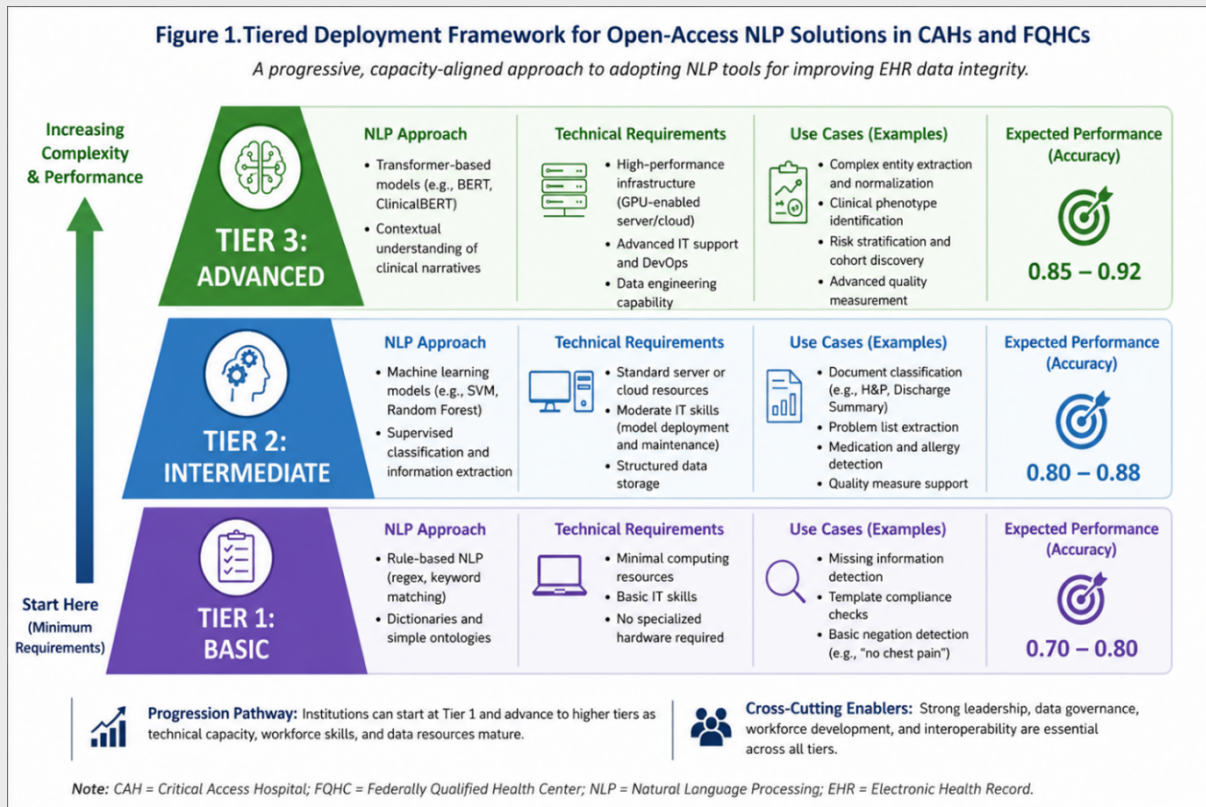 Figure 1.Tiered Deployment Framework for Open-Access NLP Solutions in CAHs and FQHCs
A progressive, capacity-aligned approach to adopting NLP tools for improving EHR data integrity.
Increasing
Complexity
& Performance
Start Here
(Minimum
Requirements)
TIER 3:
ADVANCED
NLP Approach
• Transformer-based
models (e.g., BERT,
ClinicalBERT)
• Contextual
understanding of
clinical narratives
Technical Requirements
• High-performance
infrastructure
(GPU-enabled
server/cloud)
• Advanced IT support
and DevOps
• Data engineering
capability
Use Cases (Examples)
• Complex entity extraction
and normalization
• Clinical phenotype
identification
• Risk stratification and
cohort discovery
• Advanced quality
measurement
Expected Performance
(Accuracy)
0.85 – 0.92
TIER 2:
INTERMEDIATE
NLP Approach
• Machine learning
models (e.g., SVM,
Random Forest)
• Supervised
classification and
information extraction
Technical Requirements
• Standard server or
cloud resources
• Moderate IT skills
(model deployment
and maintenance)
• Structured data
storage
Use Cases (Examples)
• Document classification
(e.g., H&P, Discharge
Summary)
• Problem list extraction
• Medication and allergy
detection
• Quality measure support
Expected Performance
(Accuracy)
0.80 – 0.88
TIER 1:
BASIC
NLP Approach
• Rule-based NLP
(regex, keyword
matching)
• Dictionaries and
simple ontologies
Technical Requirements
• Minimal computing
resources
• Basic IT skills
• No specialized
hardware required
Use Cases (Examples)
• Missing information
detection
• Template compliance
checks
• Basic negation detection
(e.g., "no chest pain")
Expected Performance
(Accuracy)
0.70 – 0.80
Progression Pathway: Institutions can start at Tier 1 and advance to higher tiers as
technical capacity, workforce skills, and data resources mature.
Cross-Cutting Enablers: Strong leadership, data governance,
workforce development, and interoperability are essential
across all tiers.
Note: CAH = Critical Access Hospital; FQHC = Federally Qualified Health Center; NLP = Natural Language Processing; EHR = Electronic Health Record.